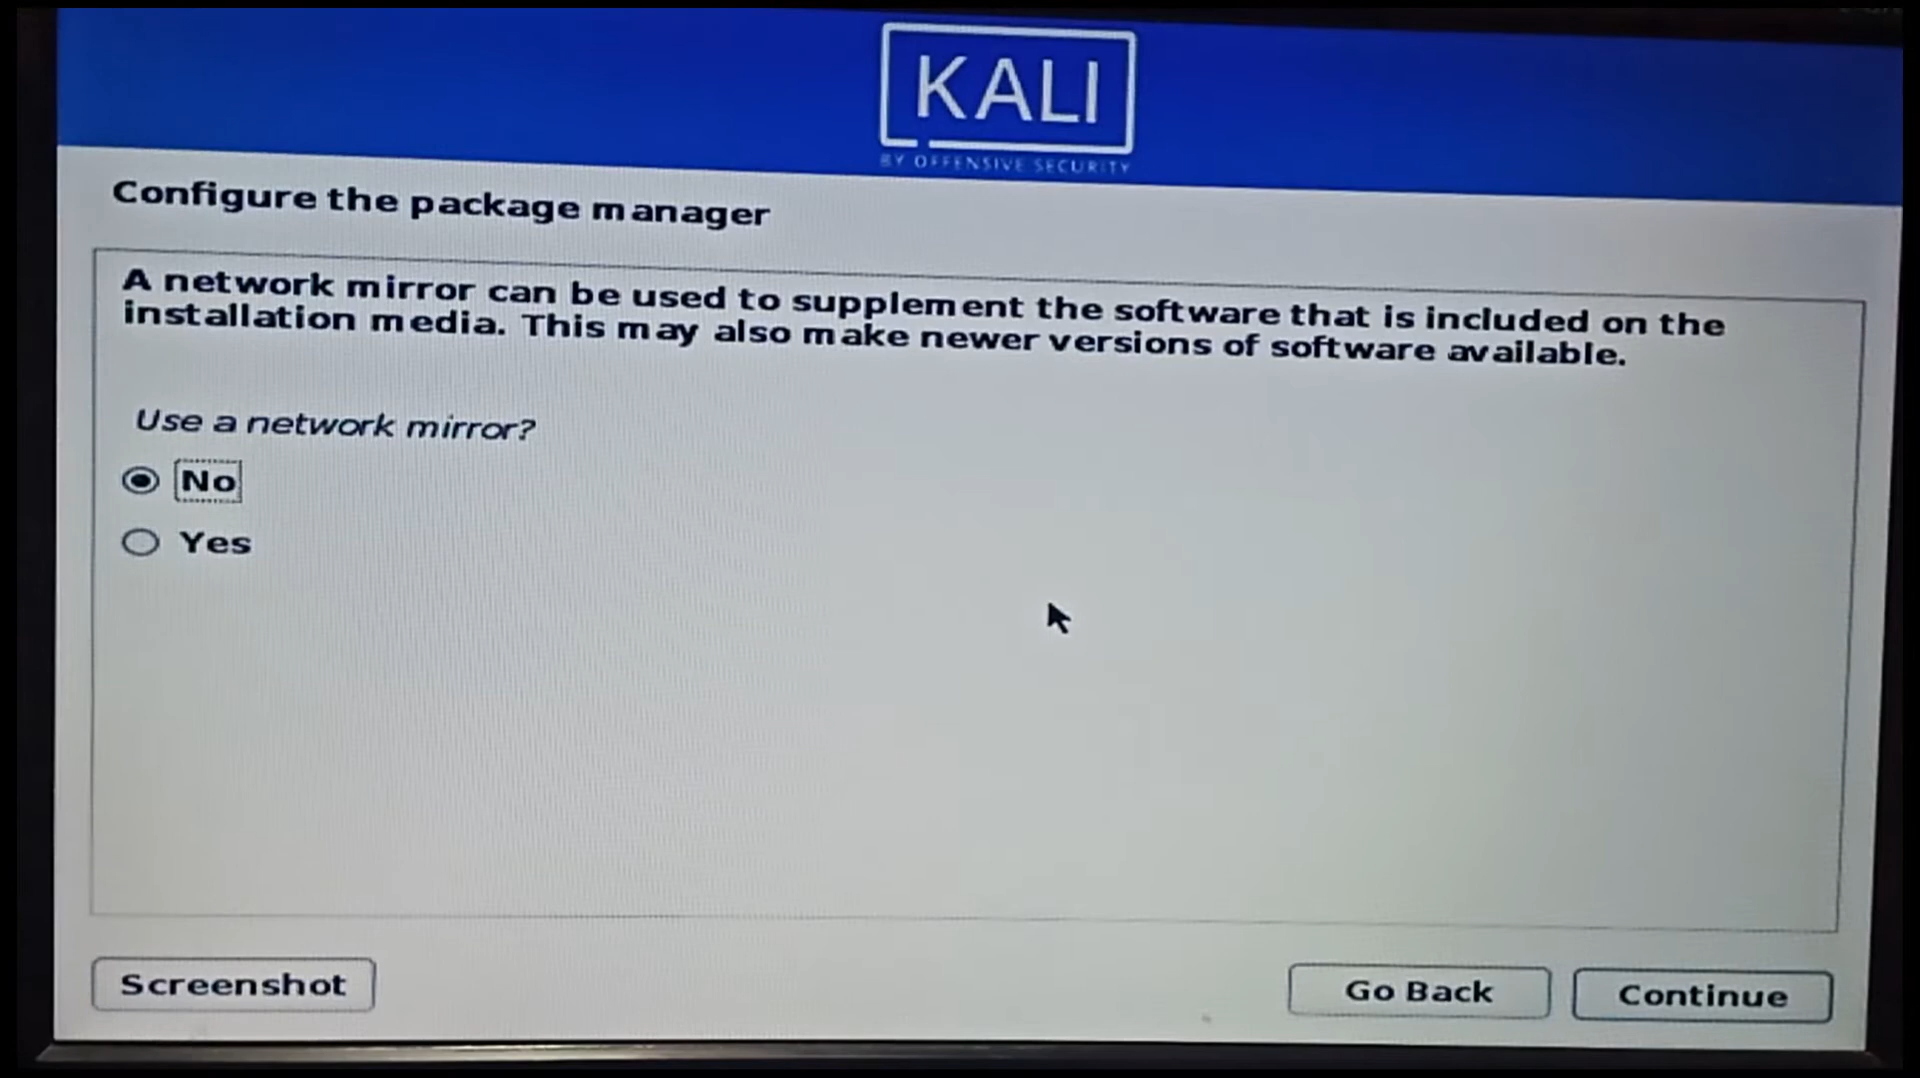 KALI
BY OFFENSIVE SECURITY
Configure the package manager
A network mirror can be used to supplement the software that is included on the
installation media. This may also make newer versions of software available.
Use a network mirror?
No
Yes
Screenshot
Go Back
Continue